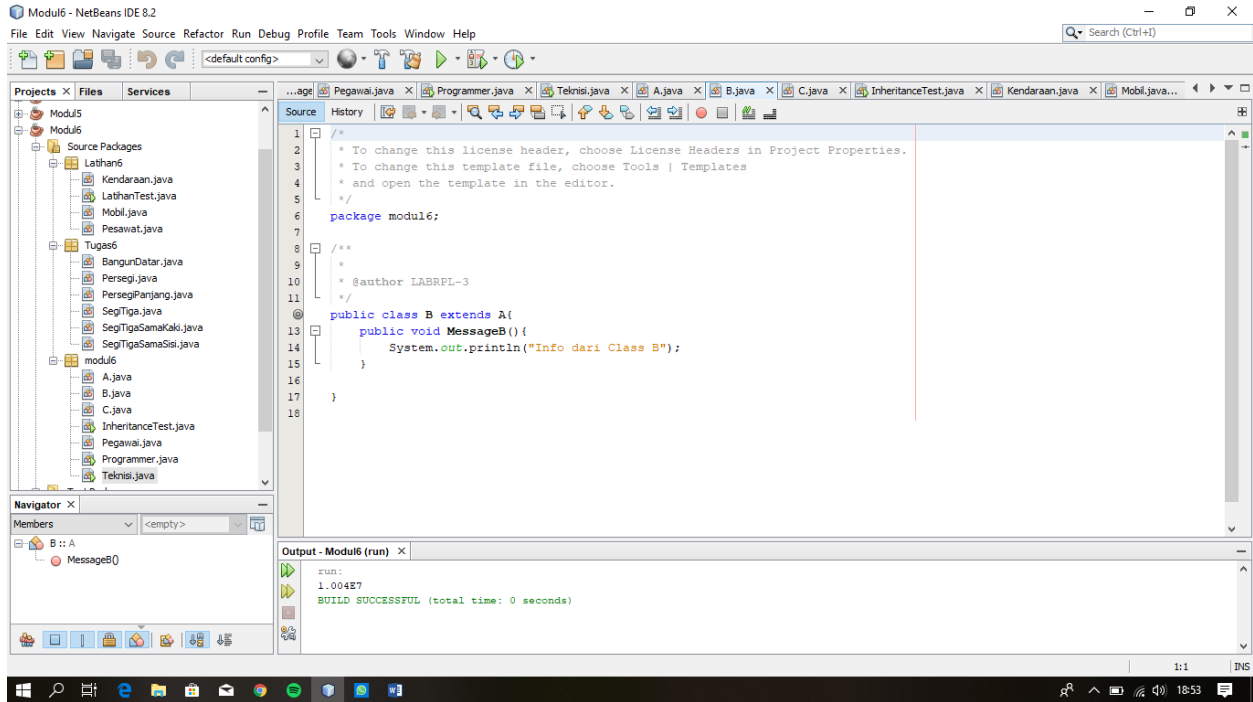 Modul6 - NetBeans IDE 8.2
File Edit View Navigate Source Refactor Run Debug Profile Team Tools Window Help
Search (Ctrl+I)
<default config>
Projects Files Services
...age Pegawai.java Programmer.java Teknisi.java A.java B.java C.java InheritanceTest.java Kendaraan.java Mobil.java...
Modul5
Modul6
Source Packages
Latihan6
Kendaraan.java
LatihanTest.java
Mobil.java
Pesawat.java
Tugas6
BangunDatar.java
Persegi.java
PersegiPanjang.java
SegiTiga.java
SegiTigaSamaKaki.java
SegiTigaSamaSisi.java
modul6
A.java
B.java
C.java
InheritanceTest.java
Pegawai.java
Programmer.java
Teknisi.java
Source History
1 /*
2 * To change this license header, choose License Headers in Project Properties.
3 * To change this template file, choose Tools | Templates
4 * and open the template in the editor.
5 */
6 package modul6;
7
8 /**
9 *
10 * @author LABRPL-3
11 */
public class B extends A{
13 public void MessageB(){
14 System.out.println("Info dari Class B");
15 }
16
17 }
18
Navigator
Members <empty>
B :: A
MessageB()
Output - Modul6 (run)
run:
1.004E7
BUILD SUCCESSFUL (total time: 0 seconds)
1:1 INS
18:53